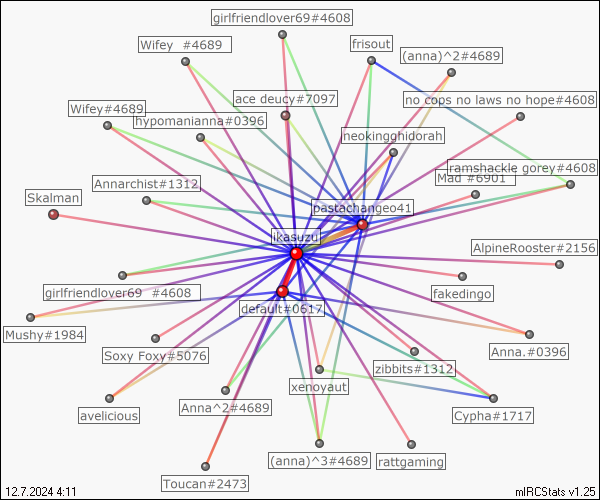 girlfriendlover69#4608
Wifey  #4689
frisout
(anna)^2#4689
ace deucy#7097
no cops no laws no hope#4608
Wifey#4689
hypomanianna#0396
neokingghidorah
ramshackle gorey#4608
Mad #6901
Annarchist#1312
Skalman
pastachangeo41
ikasuzu
AlpineRooster#2156
girlfriendlover69  #4608
fakedingo
default#0617
Mushy#1984
Soxy Foxy#5076
Anna.#0396
zibbits#1312
xenoyaut
avelicious
Anna^2#4689
Cypha#1717
(anna)^3#4689
rattgaming
Toucan#2473
12.7.2024 4:11
mIRCStats v1.25